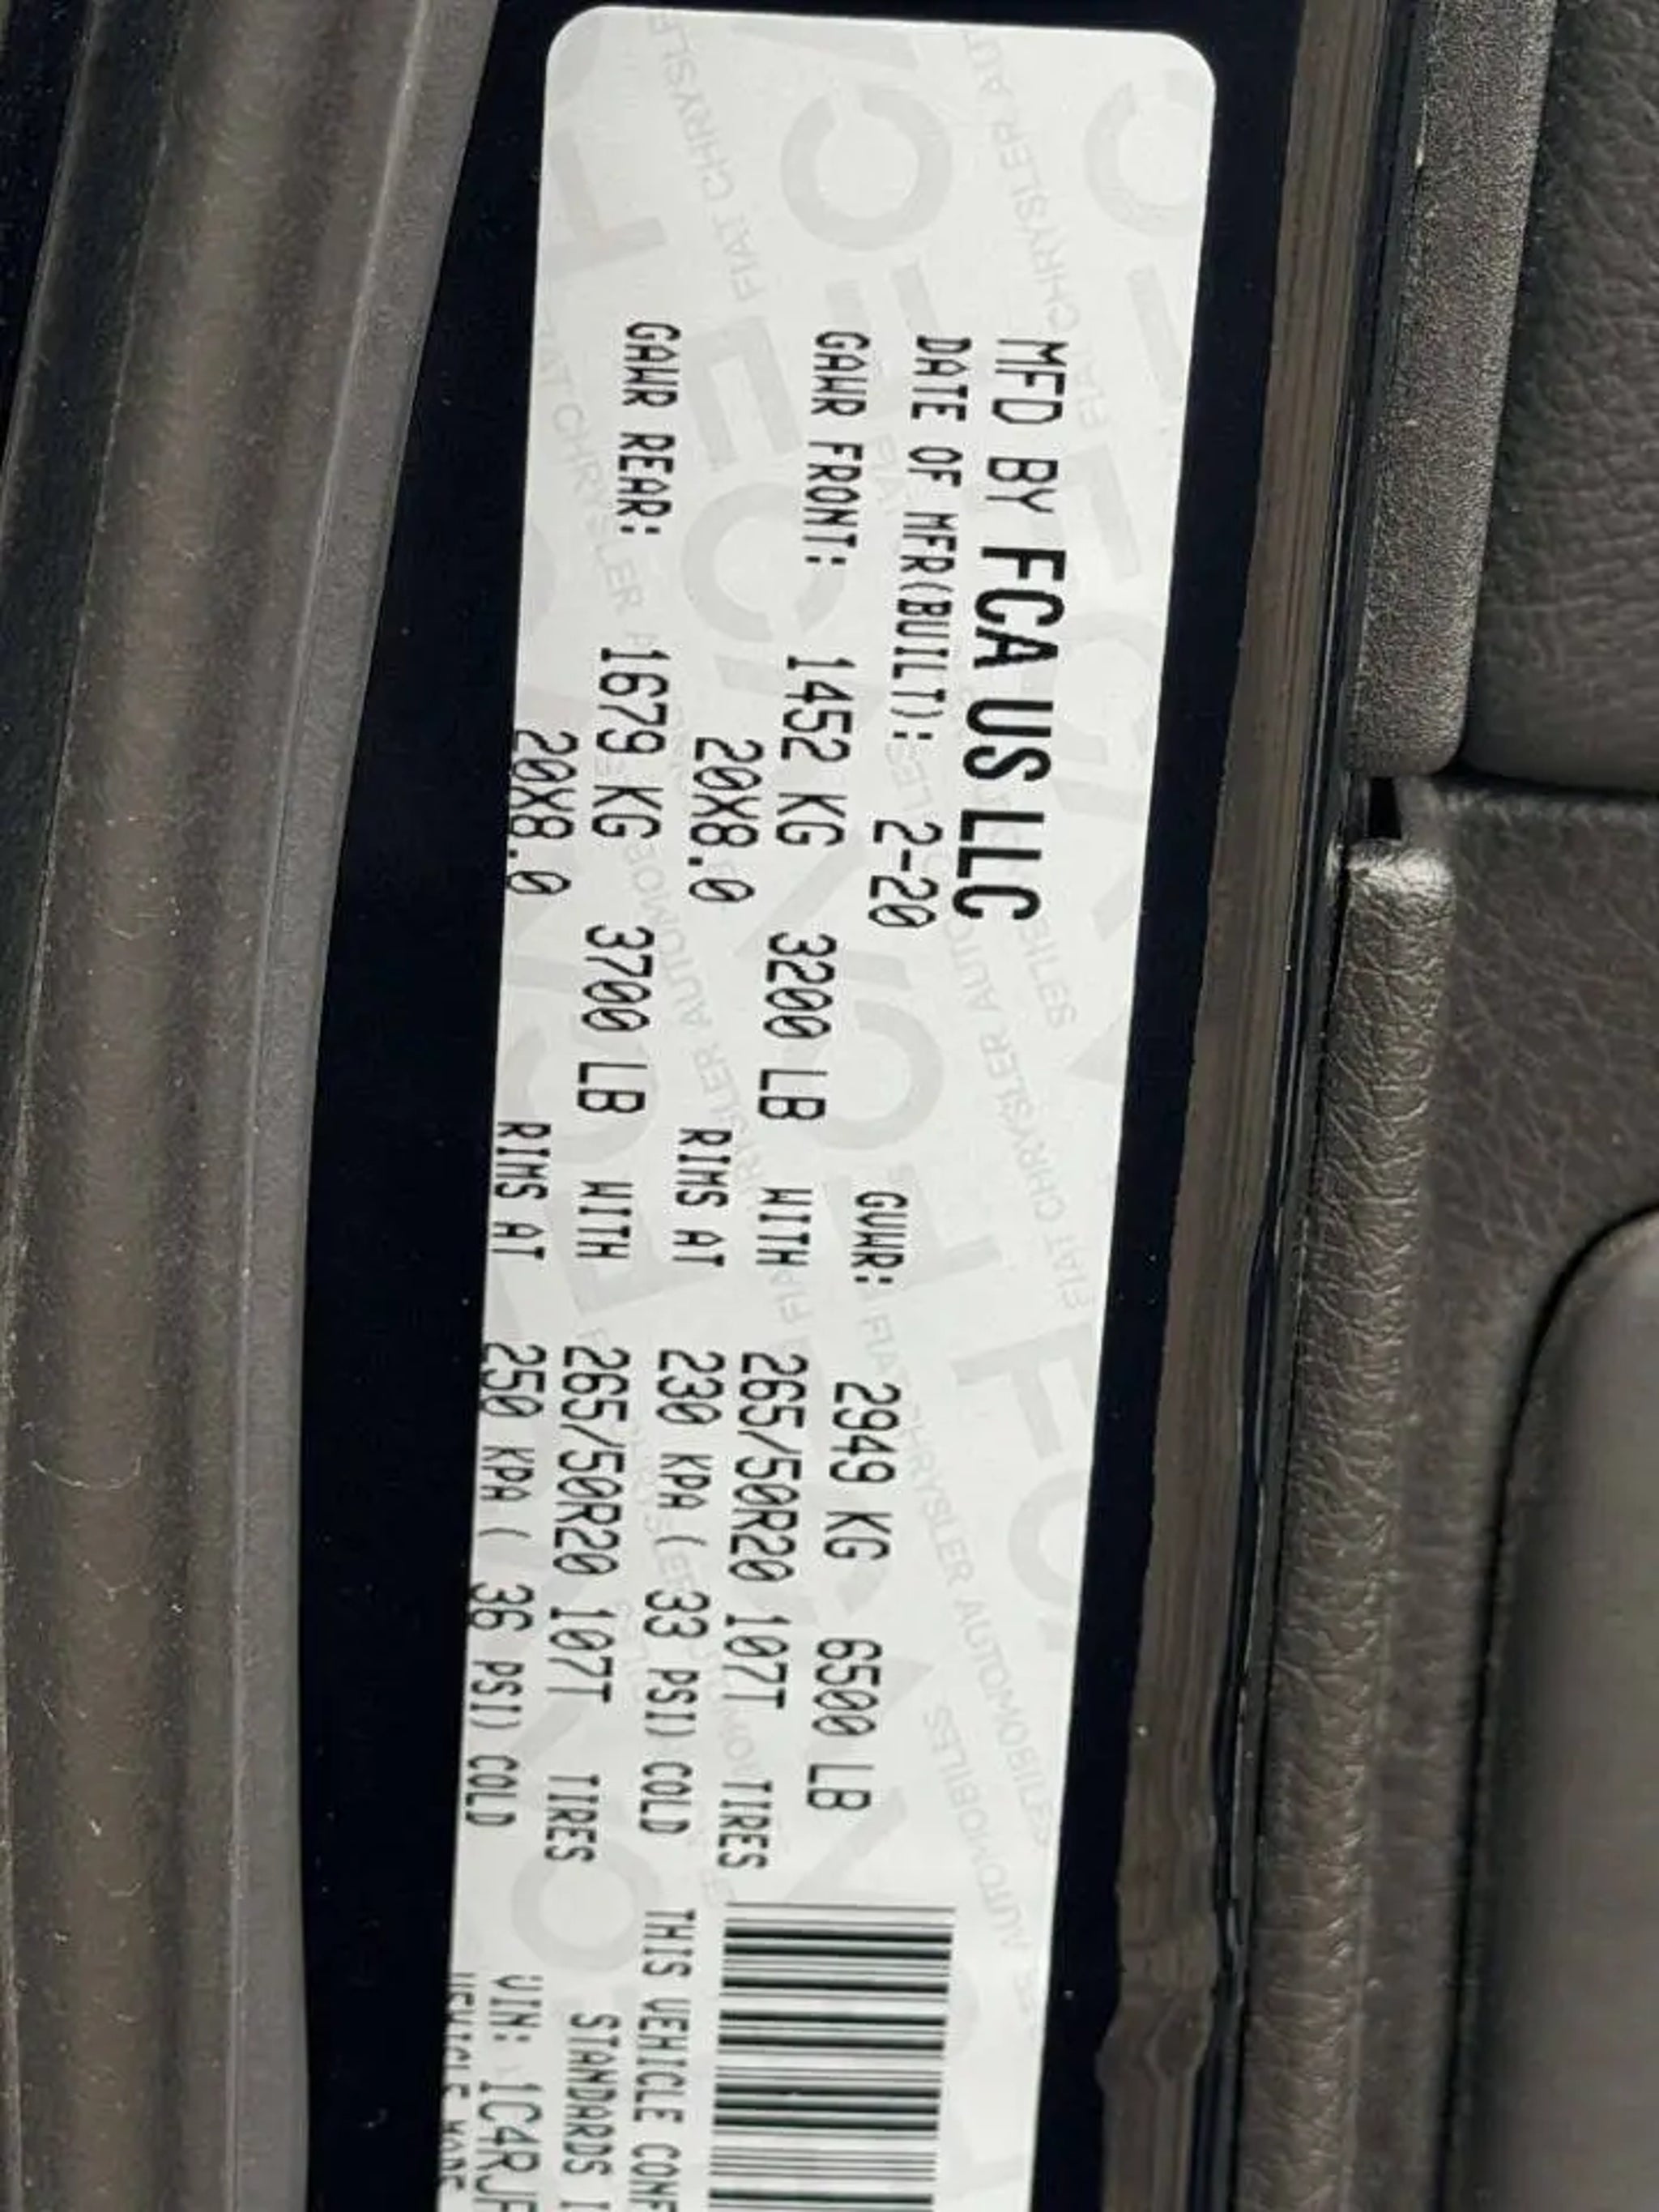 MFD BY FCA US LLC
DATE OF MFR(BUILT): 2-20 GVWR: 2949 KG 6500 LB
GAWR FRONT: 1452 KG 3200 LB WITH 265/50R20 107T TIRES
20X8.0 RIMS AT 230 KPA ( 33 PSI) COLD
GAWR REAR: 1679 KG 3700 LB WITH 265/50R20 107T TIRES
20X8.0 RIMS AT 250 KPA ( 36 PSI) COLD
THIS VEHICLE CONF
STANDARDS I
VIN: 1C4RJF
VEHICLE MADE